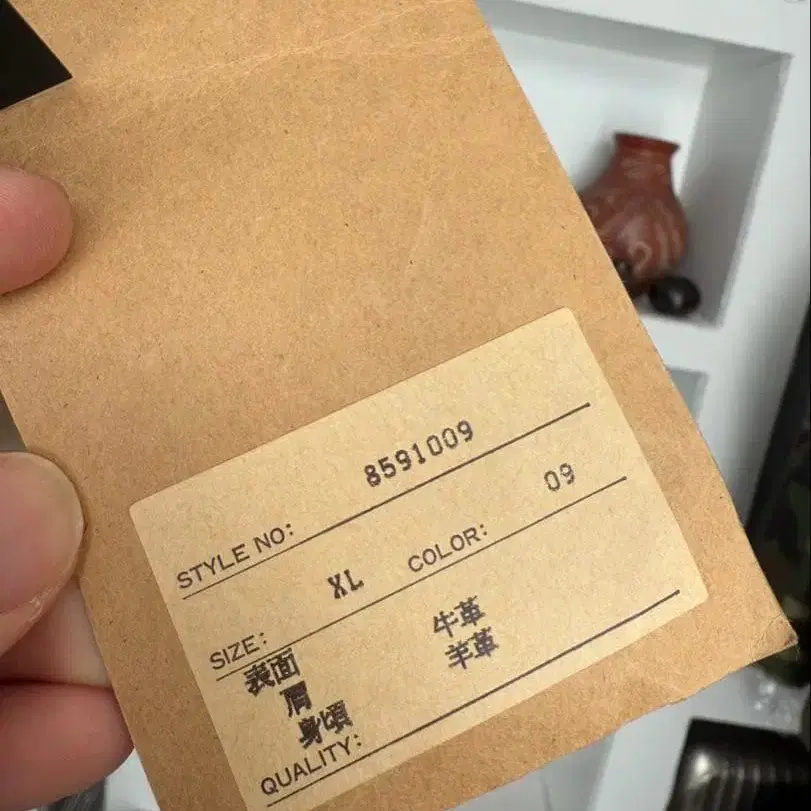 STYLE NO: 8591009
SIZE: XL COLOR: 09
表面
肩 牛革
身頃 羊革
QUALITY: